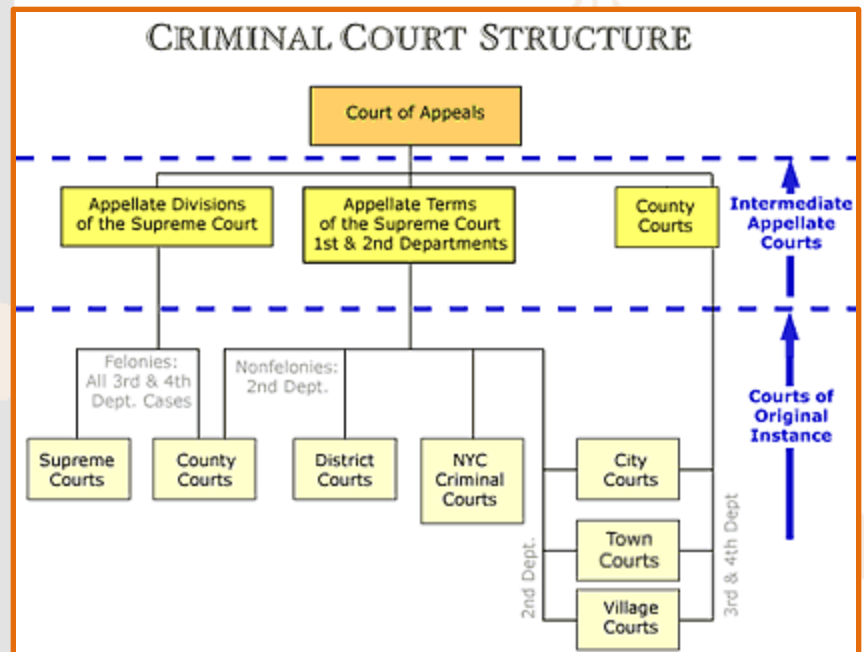 CRIMINAL COURT STRUCTURE
Court of Appeals
Appellate Divisions
of the Supreme Court
Appellate Terms
of the Supreme Court
1st & 2nd Departments
County
Courts
Intermediate
Appellate
Courts
Felonies:
All 3rd & 4th
Dept. Cases
Nonfelonies:
2nd Dept.
Courts of
Original
Instance
Supreme
Courts
County
Courts
District
Courts
NYC
Criminal
Courts
City
Courts
Town
Courts
Village
Courts
2nd Dept.
3rd & 4th Dept